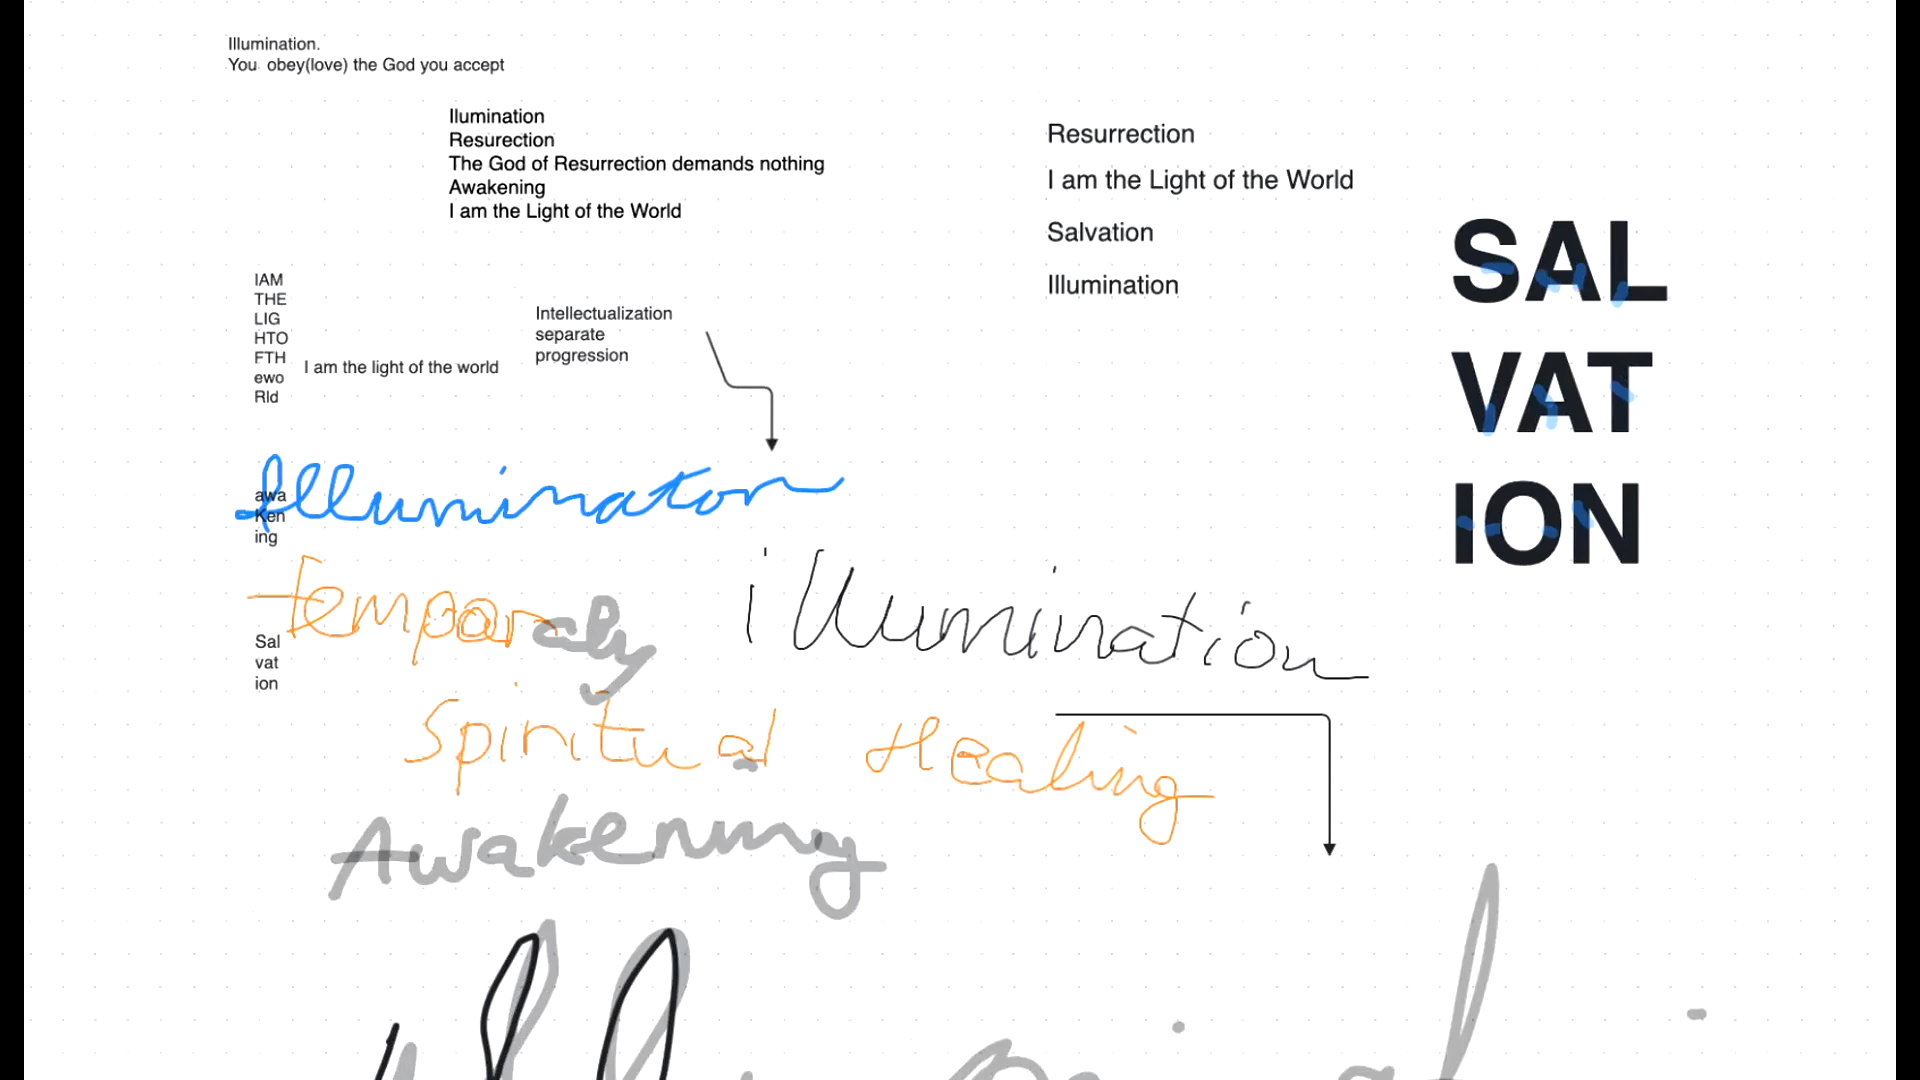 Illumination.
You obey(love) the God you accept
Ilumination
Resurection
The God of Resurrection demands nothing
Awakening
I am the Light of the World
Resurrection
I am the Light of the World
Salvation
Illumination
SAL
VAT
ION
IAM
THE
LIG
HTO
FTH
ewo
Rld
I am the light of the world
Intellectualization
separate
progression
awa
Ken
ing
Illuminaton
illumination
Sal
vat
ion
Spiritual Healing
Awakening